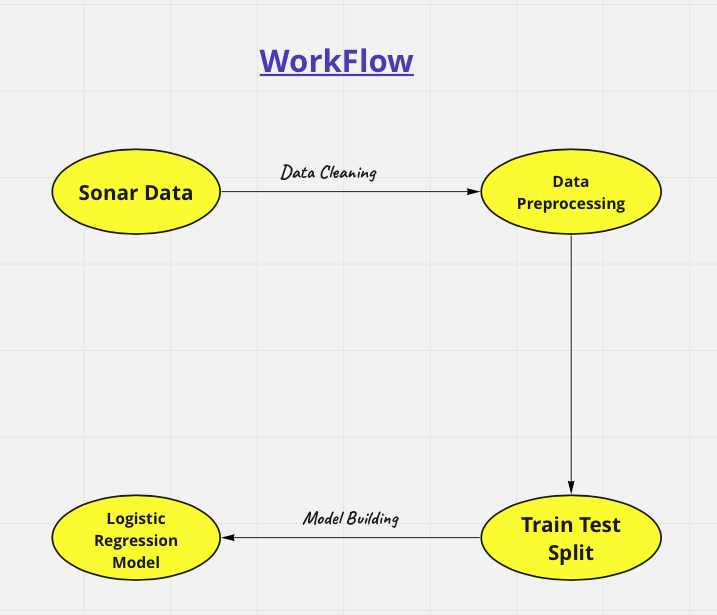 WorkFlow
Sonar Data
Data Cleaning
Data
Preprocessing
Logistic
Regression
Model
Model Building
Train Test
Split